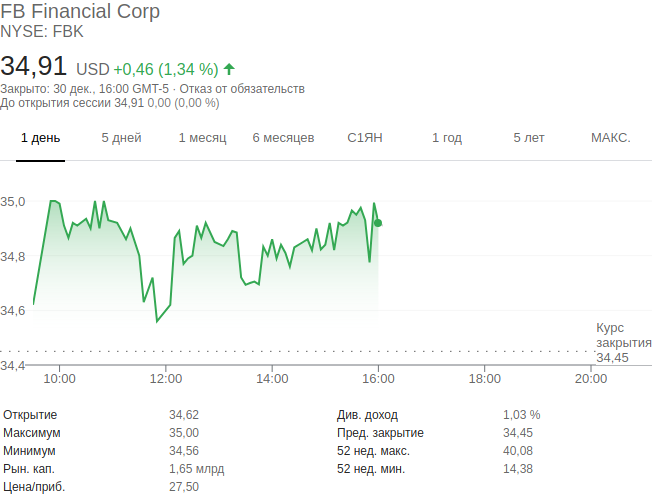 FB Financial Corp
NYSE: FBK
34,91 USD +0,46 (1,34 %)
Закрыто: 30 дек., 16:00 GMT-5 · Отказ от обязательств
До открытия сессии 34,91 0,00 (0,00 %)
1 день 5 дней 1 месяц 6 месяцев С1ЯН 1 год 5 лет МАКС.
35,0
34,8
34,6
Курс
закрытия
34,45
34,4
10:00 12:00 14:00 16:00 18:00 20:00
Открытие 34,62 Див. доход 1,03 %
Максимум 35,00 Пред. закрытие 34,45
Минимум 34,56 52 нед. макс. 40,08
Рын. кап. 1,65 млрд 52 нед. мин. 14,38
Цена/приб. 27,50